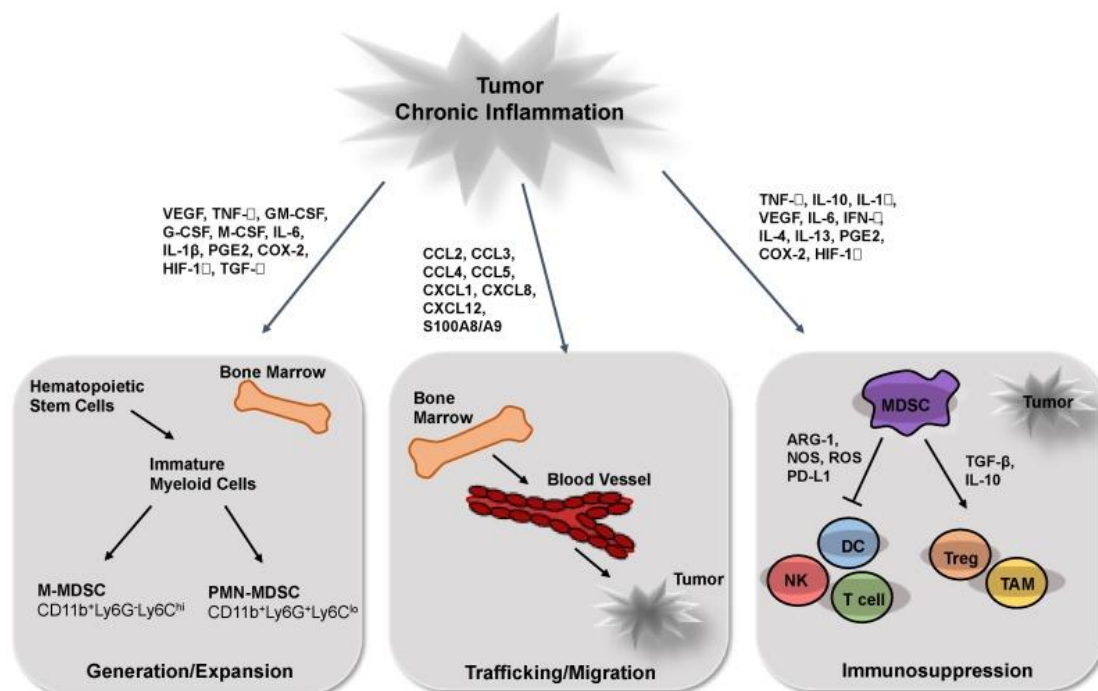 Tumor
Chronic Inflammation
VEGF, TNF-□, GM-CSF,
G-CSF, M-CSF, IL-6,
IL-1β, PGE2, COX-2,
HIF-1□, TGF-□
CCL2, CCL3,
CCL4, CCL5,
CXCL1, CXCL8,
CXCL12,
S100A8/A9
TNF-□, IL-10, IL-1□,
VEGF, IL-6, IFN-□,
IL-4, IL-13, PGE2,
COX-2, HIF-1□
Bone Marrow
Hematopoietic
Stem Cells
Immature
Myeloid Cells
M-MDSC
CD11b⁺Ly6G⁻Ly6Cʰⁱ
PMN-MDSC
CD11b⁺Ly6G⁺Ly6Cˡᵒ
Generation/Expansion
Bone
Marrow
Blood Vessel
Tumor
Trafficking/Migration
MDSC
Tumor
ARG-1,
NOS, ROS
PD-L1
TGF-β,
IL-10
DC
NK
T cell
Treg
TAM
Immunosuppression